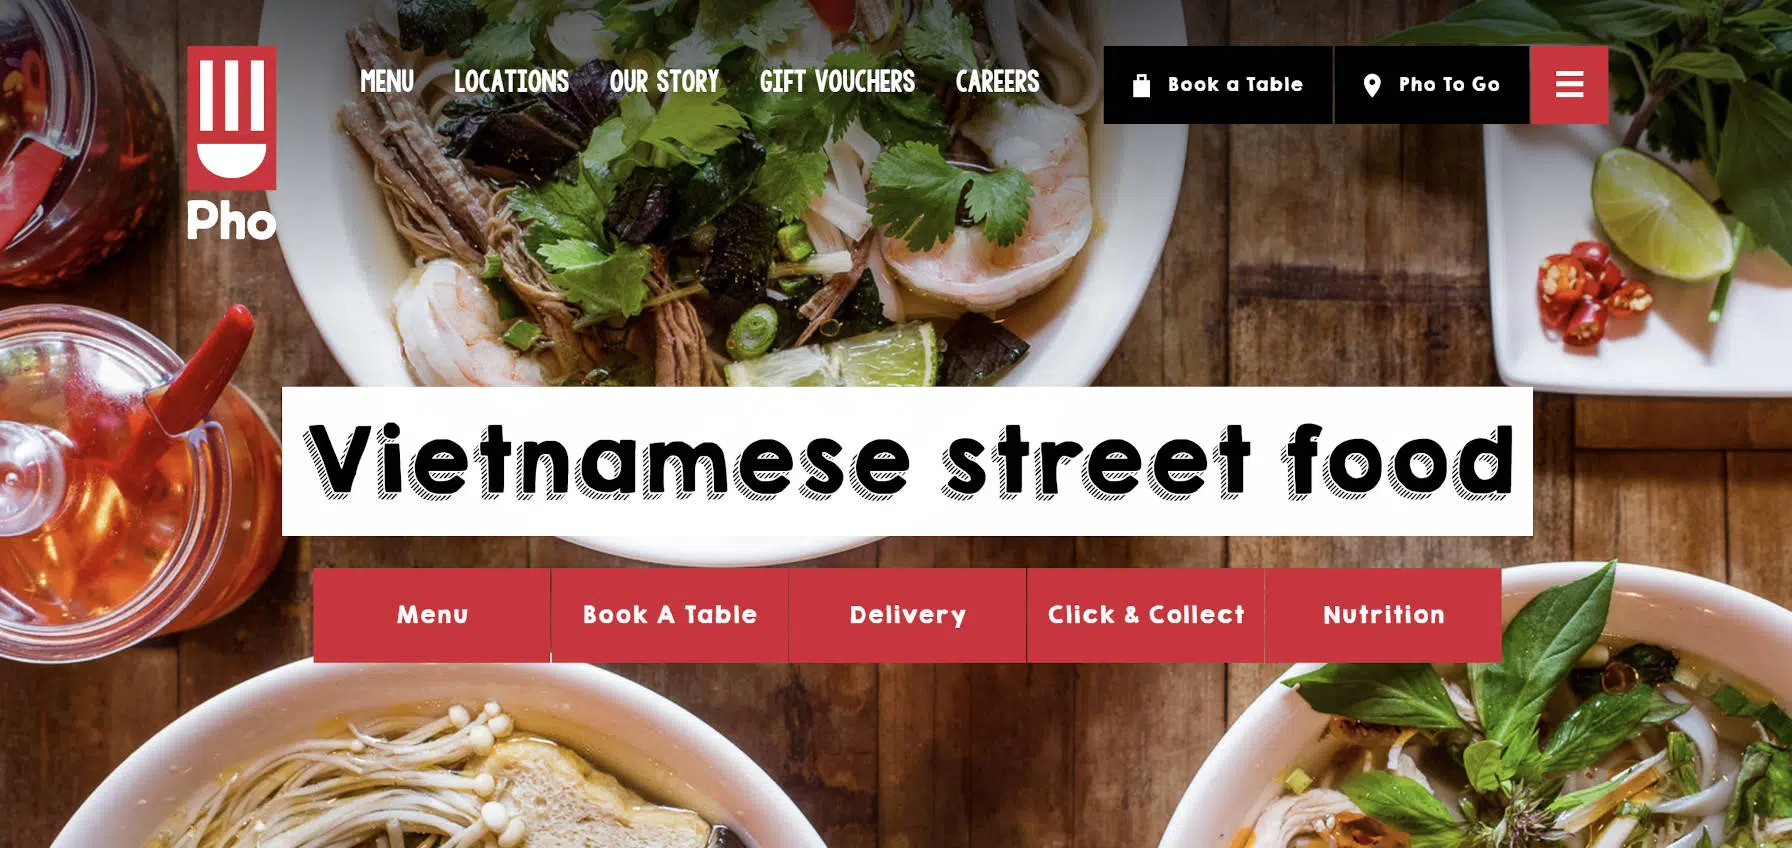 MENU LOCATIONS OUR STORY GIFT VOUCHERS CAREERS
Book a Table
Pho To Go
Pho
Vietnamese street food
Menu
Book A Table
Delivery
Click & Collect
Nutrition